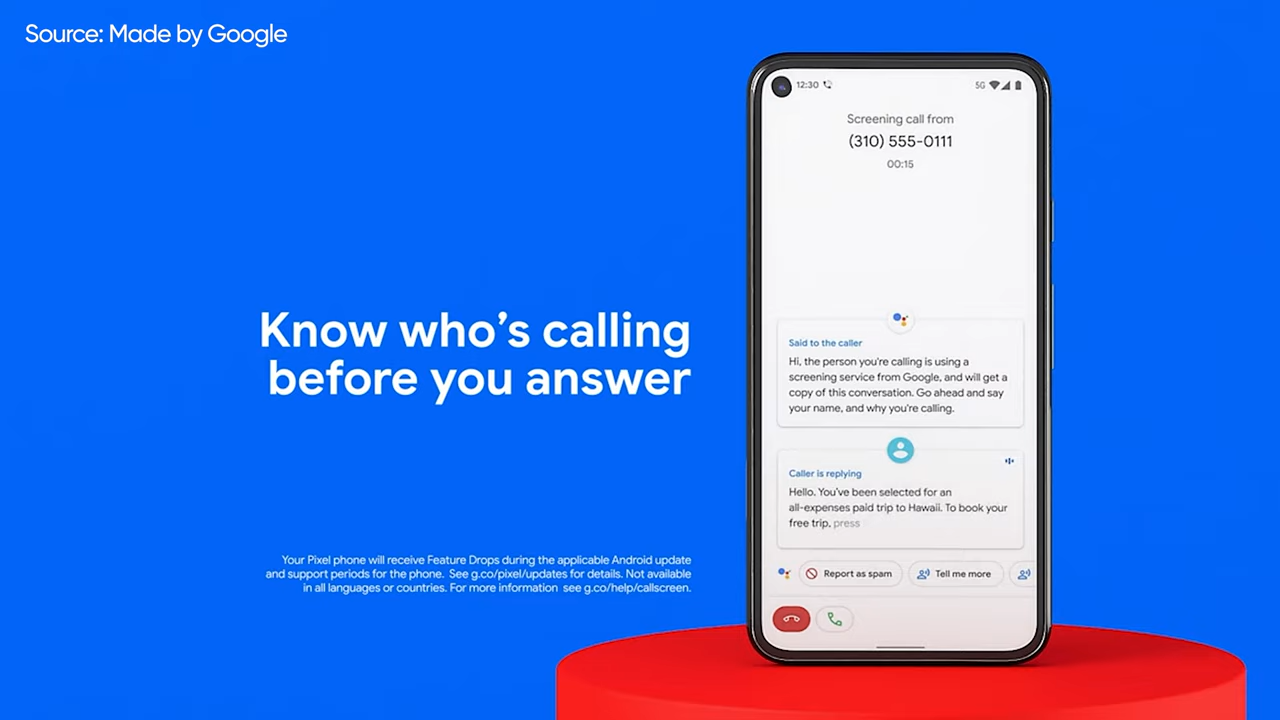 Source: Made by Google
12:30
5G
Screening call from
(310) 555-0111
00:15
Know who's calling
before you answer
Said to the caller
Hi, the person you're calling is using a
screening service from Google, and will get a
copy of this conversation. Go ahead and say
your name, and why you're calling.
Caller is replying
Hello. You've been selected for an
all-expenses paid trip to Hawaii. To book your
free trip, press
Your Pixel phone will receive Feature Drops during the applicable Android update
and support periods for the phone. See g.co/pixel/updates for details. Not available
in all languages or countries. For more information see g.co/help/callscreen.
Report as spam
Tell me more